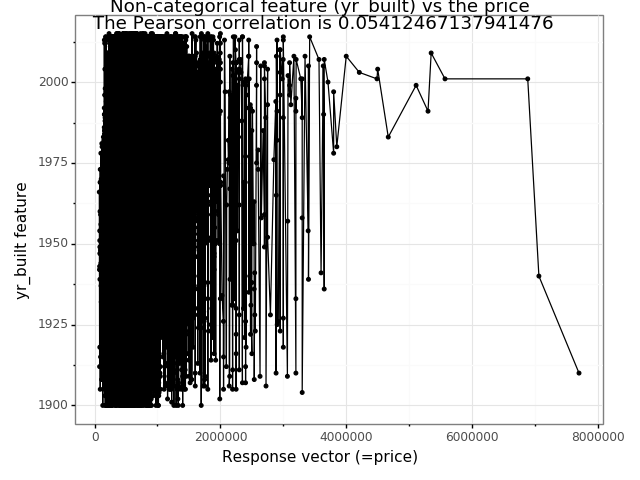 Non-categorical feature (yr_built) vs the price
The Pearson correlation is 0.05412467137941476
2000
1975
1950
1925
1900
yr_built feature
0
2000000
4000000
6000000
8000000
Response vector (=price)